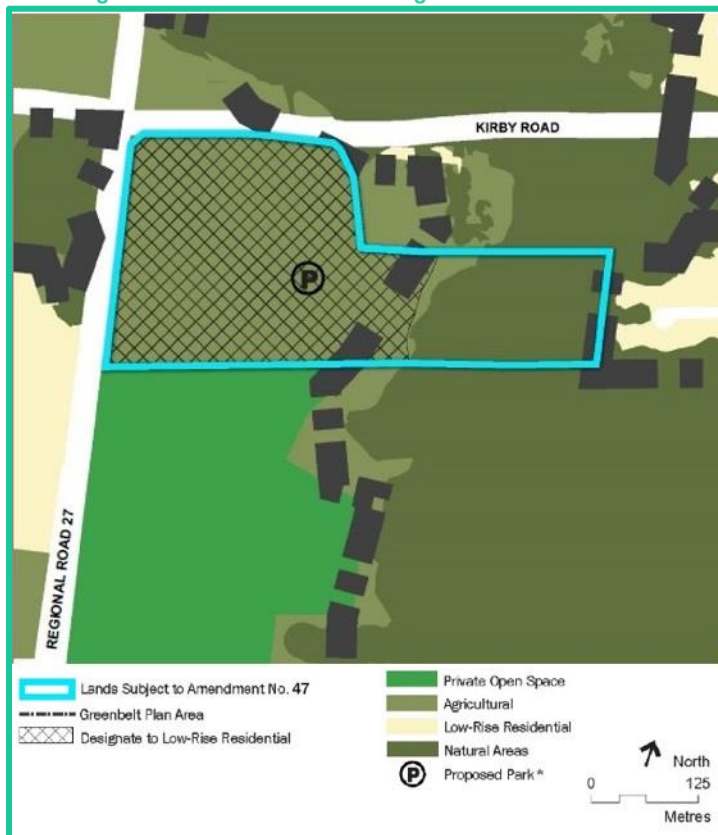 KIRBY ROAD
P
REGIONAL ROAD 27
Lands Subject to Amendment No. 47
Greenbelt Plan Area
Designate to Low-Rise Residential
Private Open Space
Agricultural
Low-Rise Residential
Natural Areas
P Proposed Park *
North
0 125
Metres